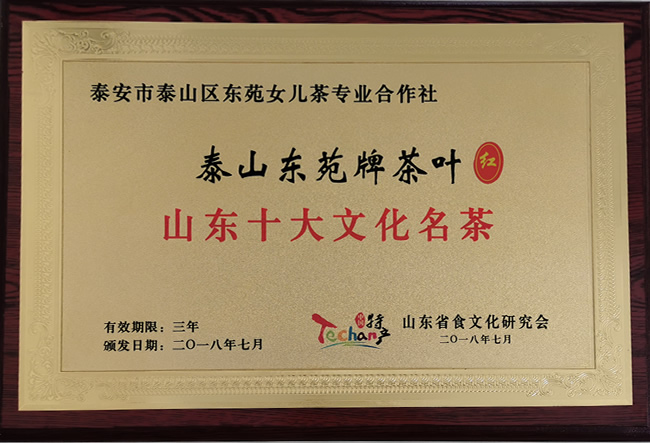 泰安市泰山区东苑女儿茶专业合作社
泰山东苑牌茶叶 红
山东十大文化名茶
有效期限：三年
颁发日期：二〇一八年七月
中国特产
Techan
山东省食文化研究会
二〇一八年七月